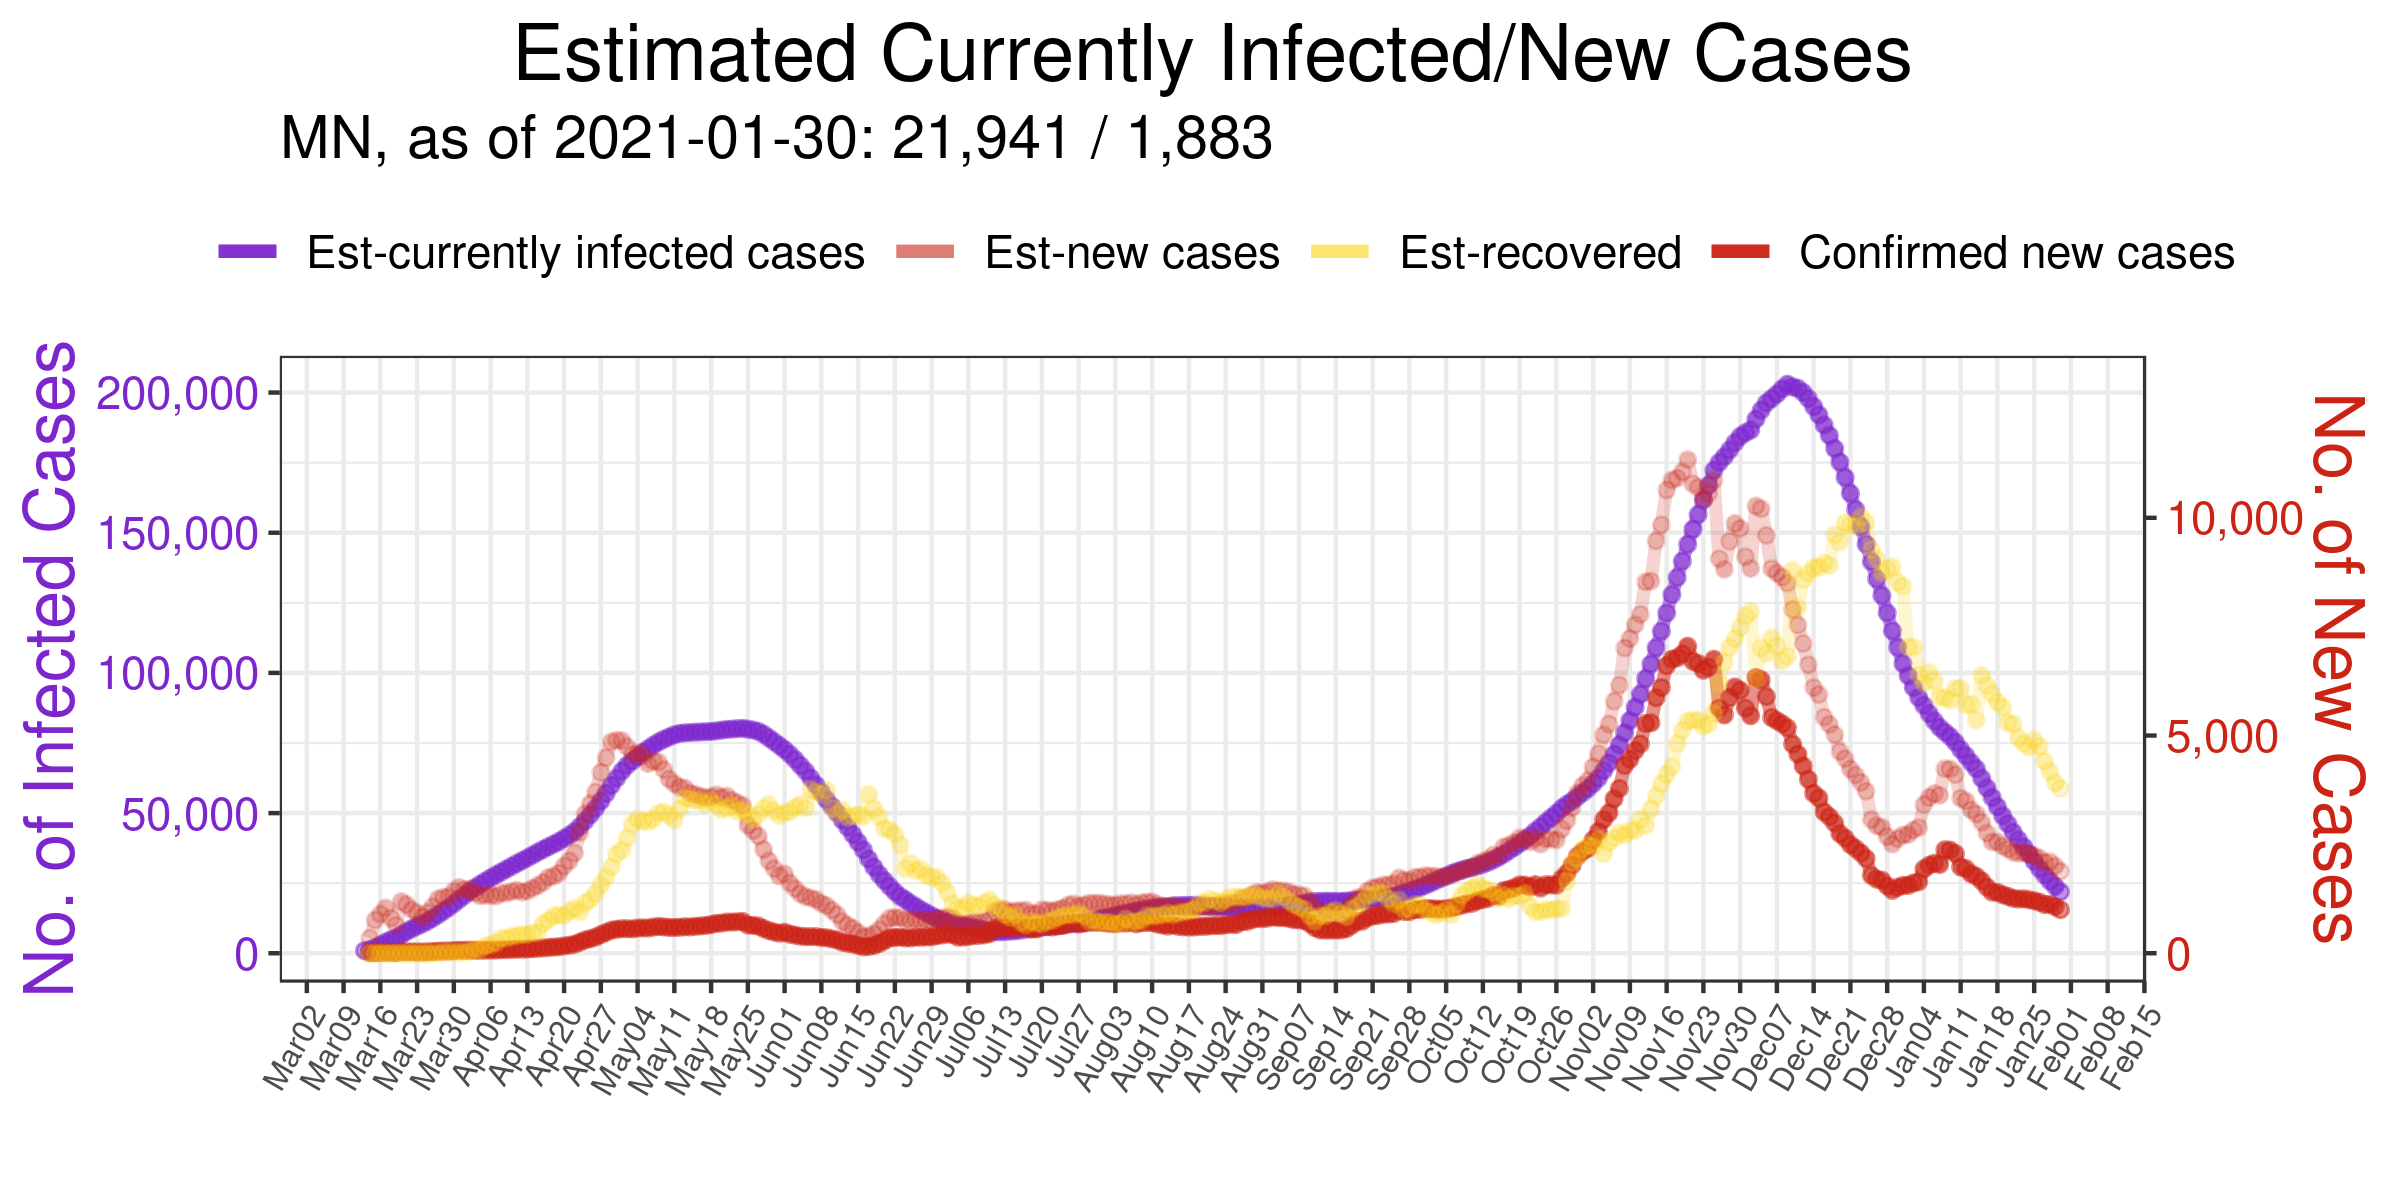 Estimated Currently Infected/New Cases
MN, as of 2021-01-30: 21,941 / 1,883
Est-currently infected cases
Est-new cases
Est-recovered
Confirmed new cases
No. of Infected Cases
200,000
150,000
100,000
50,000
0
No. of New Cases
10,000
5,000
0
Mar02
Mar09
Mar16
Mar23
Mar30
Apr06
Apr13
Apr20
Apr27
May04
May11
May18
May25
Jun01
Jun08
Jun15
Jun22
Jun29
Jul06
Jul13
Jul20
Jul27
Aug03
Aug10
Aug17
Aug24
Aug31
Sep07
Sep14
Sep21
Sep28
Oct05
Oct12
Oct19
Oct26
Nov02
Nov09
Nov16
Nov23
Nov30
Dec07
Dec14
Dec21
Dec28
Jan04
Jan11
Jan18
Jan25
Feb01
Feb08
Feb15